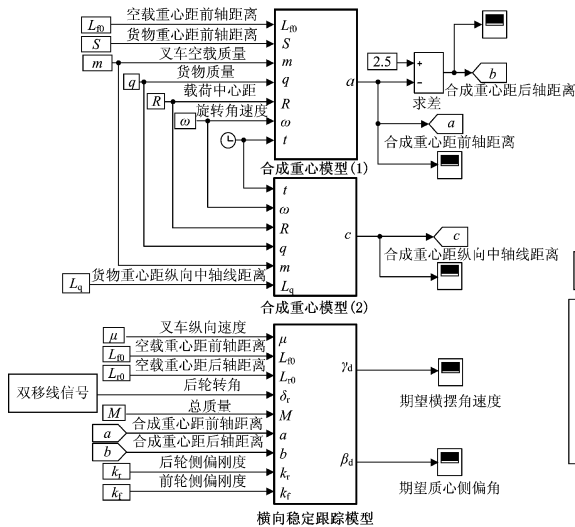 空载重心距前轴距离
L_f0
L_f0
货物重心距前轴距离
S
S
叉车空载质量
m
m
货物质量
q
q
载荷中心距
R
R
旋转角速度
ω
ω
t
a
合成重心模型(1)
2.5
+
−
求差
b
合成重心距后轴距离
a
合成重心距前轴距离
t
ω
R
q
m
货物重心距纵向中轴线距离
L_q
L_q
c
c
合成重心距纵向中轴线距离
合成重心模型(2)
叉车纵向速度
μ
μ
空载重心距前轴距离
L_f0
L_f0
空载重心距后轴距离
L_r0
L_r0
双移线信号
后轮转角
δ_r
总质量
M
M
合成重心距前轴距离
a
a
合成重心距后轴距离
b
b
后轮侧偏刚度
k_r
k_r
前轮侧偏刚度
k_f
k_f
γ_d
期望横摆角速度
β_d
期望质心侧偏角
横向稳定跟踪模型